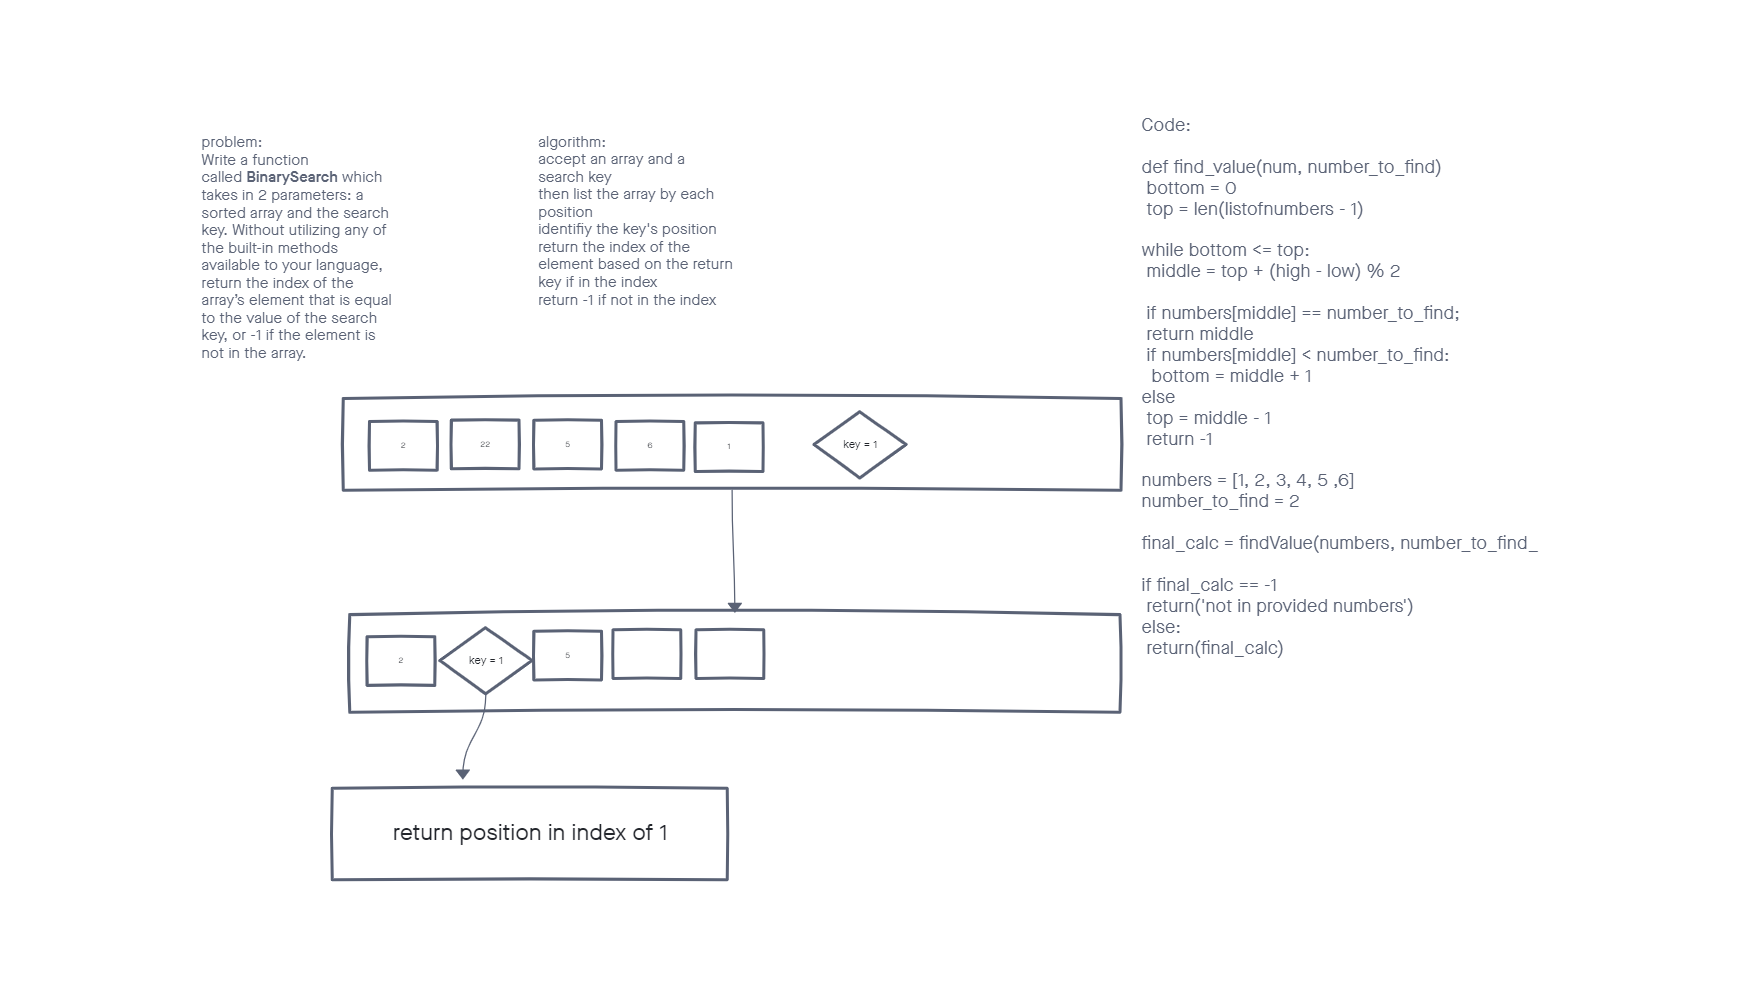 problem:
Write a function
called BinarySearch which
takes in 2 parameters: a
sorted array and the search
key. Without utilizing any of
the built-in methods
available to your language,
return the index of the
array's element that is equal
to the value of the search
key, or -1 if the element is
not in the array.
algorithm:
accept an array and a
search key
then list the array by each
position
identifiy the key's position
return the index of the
element based on the return
key if in the index
return -1 if not in the index
Code:
def find_value(num, number_to_find)
bottom = 0
top = len(listofnumbers - 1)
while bottom <= top:
middle = top + (high - low) % 2
if numbers[middle] == number_to_find;
return middle
if numbers[middle] < number_to_find:
bottom = middle + 1
else
top = middle - 1
return -1
numbers = [1, 2, 3, 4, 5 ,6]
number_to_find = 2
final_calc = findValue(numbers, number_to_find_
if final_calc == -1
return('not in provided numbers')
else:
return(final_calc)
2 22 5 6 1 key = 1
2 key = 1 5
return position in index of 1